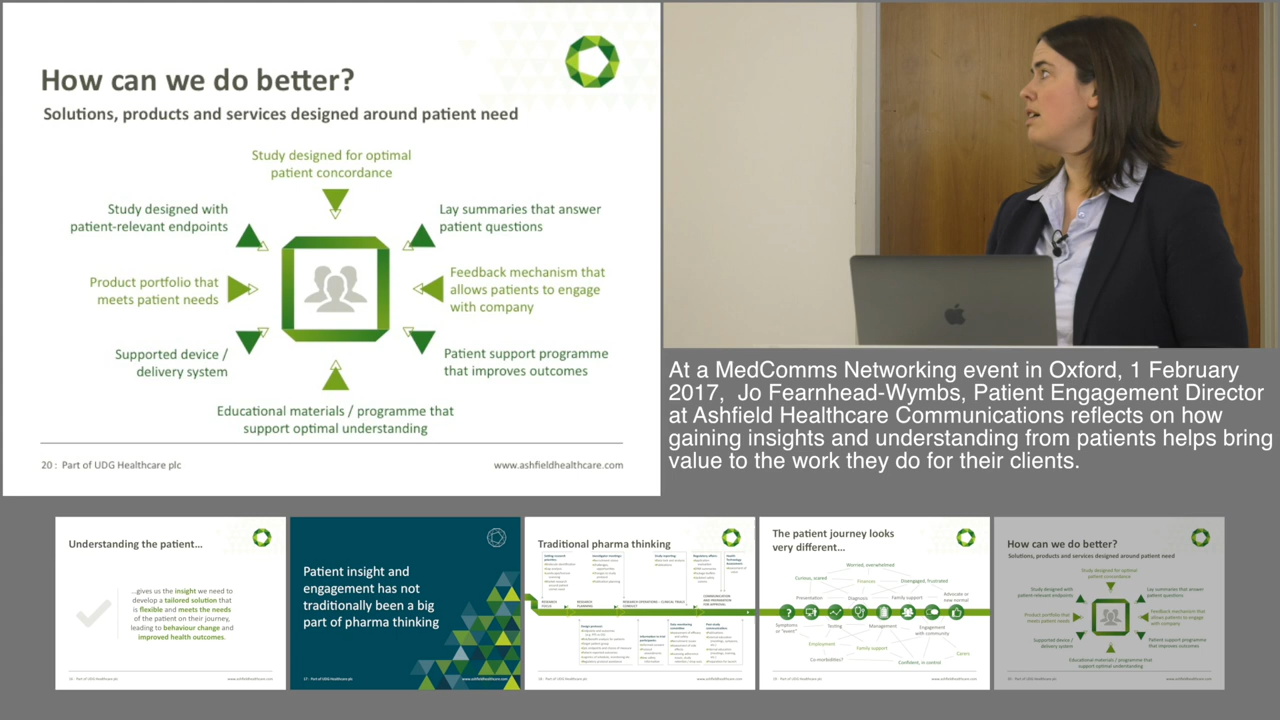 How can we do better?
Solutions, products and services designed around patient need
Study designed for optimal
patient concordance
Study designed with
patient-relevant endpoints
Lay summaries that answer
patient questions
Product portfolio that
meets patient needs
Feedback mechanism that
allows patients to engage
with company
Supported device /
delivery system
Patient support programme
that improves outcomes
Educational materials / programme that
support optimal understanding
20 : Part of UDG Healthcare plc
www.ashfieldhealthcare.com
At a MedComms Networking event in Oxford, 1 February
2017, Jo Fearnhead-Wymbs, Patient Engagement Director
at Ashfield Healthcare Communications reflects on how
gaining insights and understanding from patients helps bring
value to the work they do for their clients.
Understanding the patient...
...gives us the insight we need to
develop a tailored solution that
is flexible and meets the needs
of the patient on their journey,
leading to behaviour change and
improved health outcomes.
Patient insight and
engagement has not
traditionally been a big
part of pharma thinking
17 : Part of UDG Healthcare plc
www.ashfieldhealthcare.com
Traditional pharma thinking
The patient journey looks
very different...
Worried, overwhelmed
Curious, scared
Finances
Disengaged, frustrated
Presentation
Diagnosis
Family support
Advocate or
new normal
Symptoms
or "event"
Testing
Management
Engagement
with community
Employment
Family support
Carers
Co-morbidities?
Confident, in control
How can we do better?
Solutions, products and services designed around patient need
Study designed for optimal
patient concordance
Study designed with
patient-relevant endpoints
Lay summaries that answer
patient questions
Product portfolio that
meets patient needs
Feedback mechanism that
allows patients to engage
with company
Supported device /
delivery system
Patient support programme
that improves outcomes
Educational materials / programme that
support optimal understanding